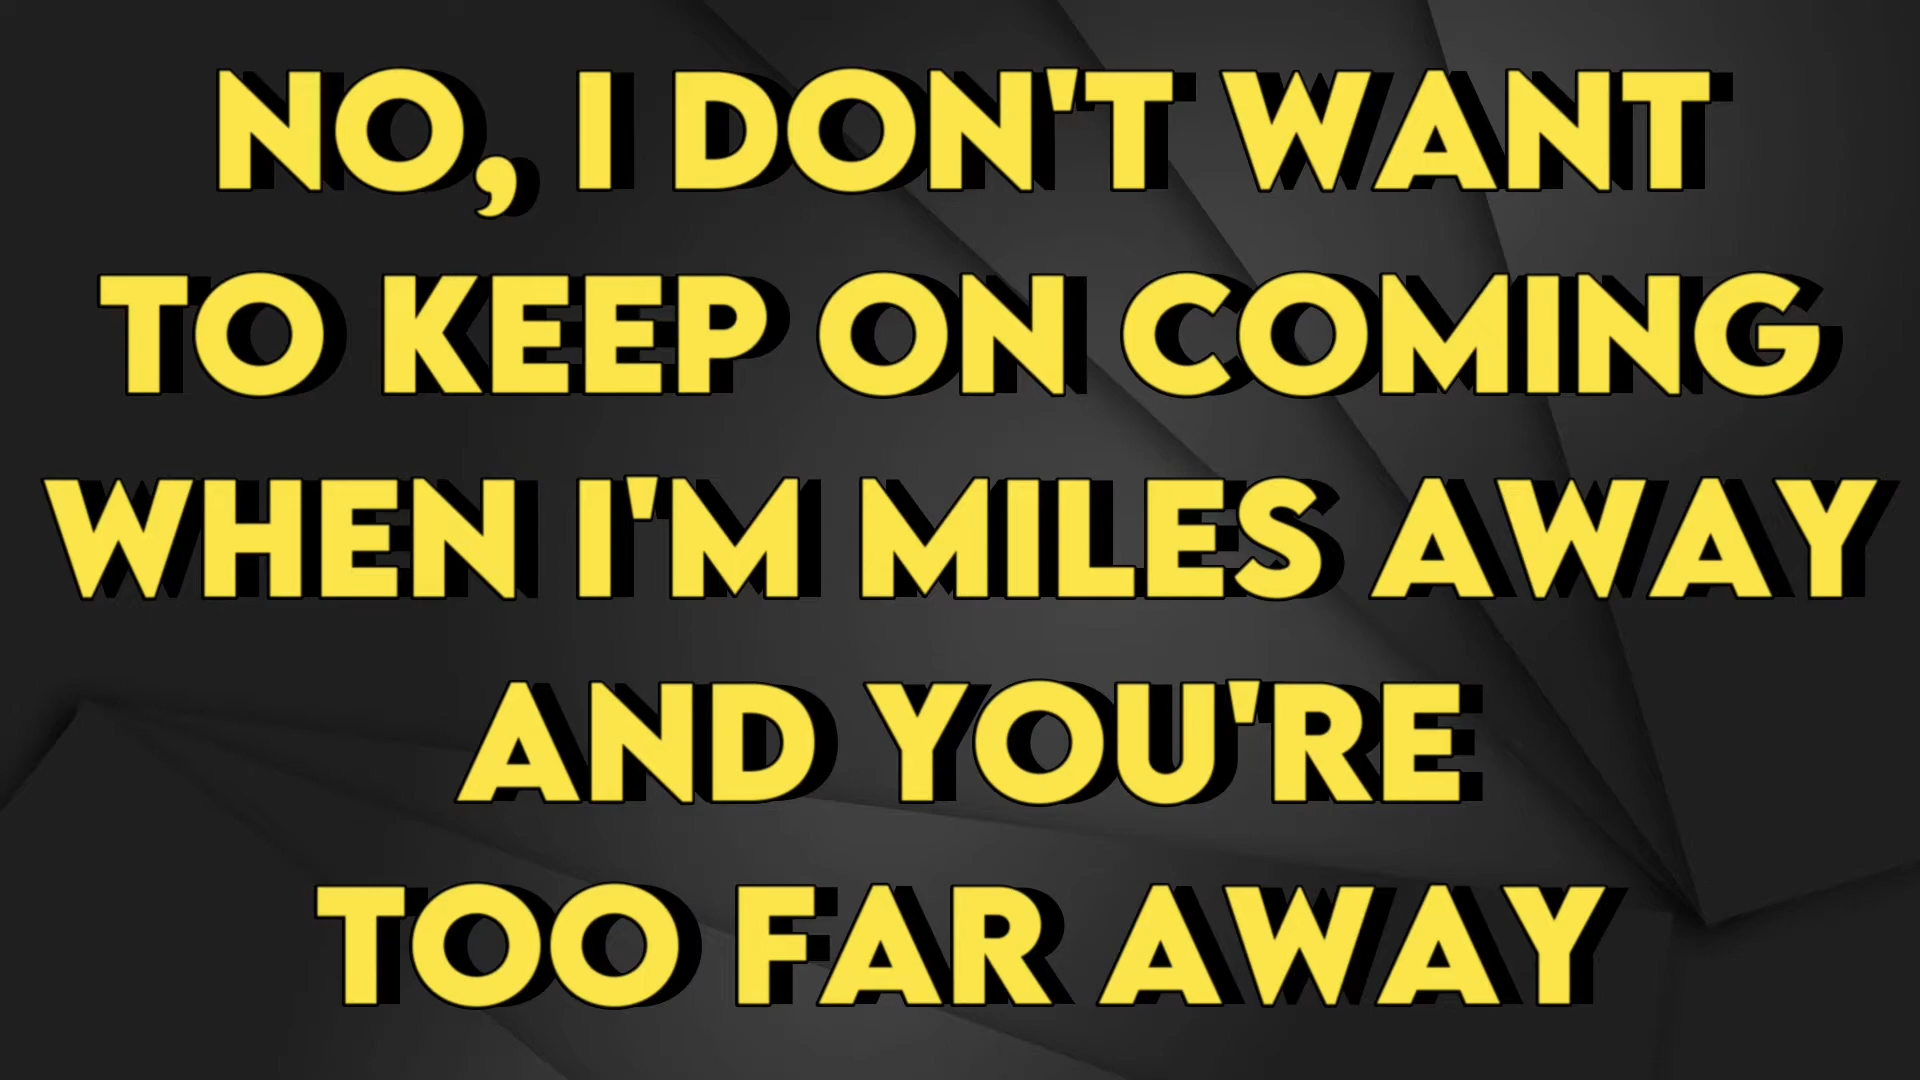 NO, I DON'T WANT
TO KEEP ON COMING
WHEN I'M MILES AWAY
AND YOU'RE
TOO FAR AWAY